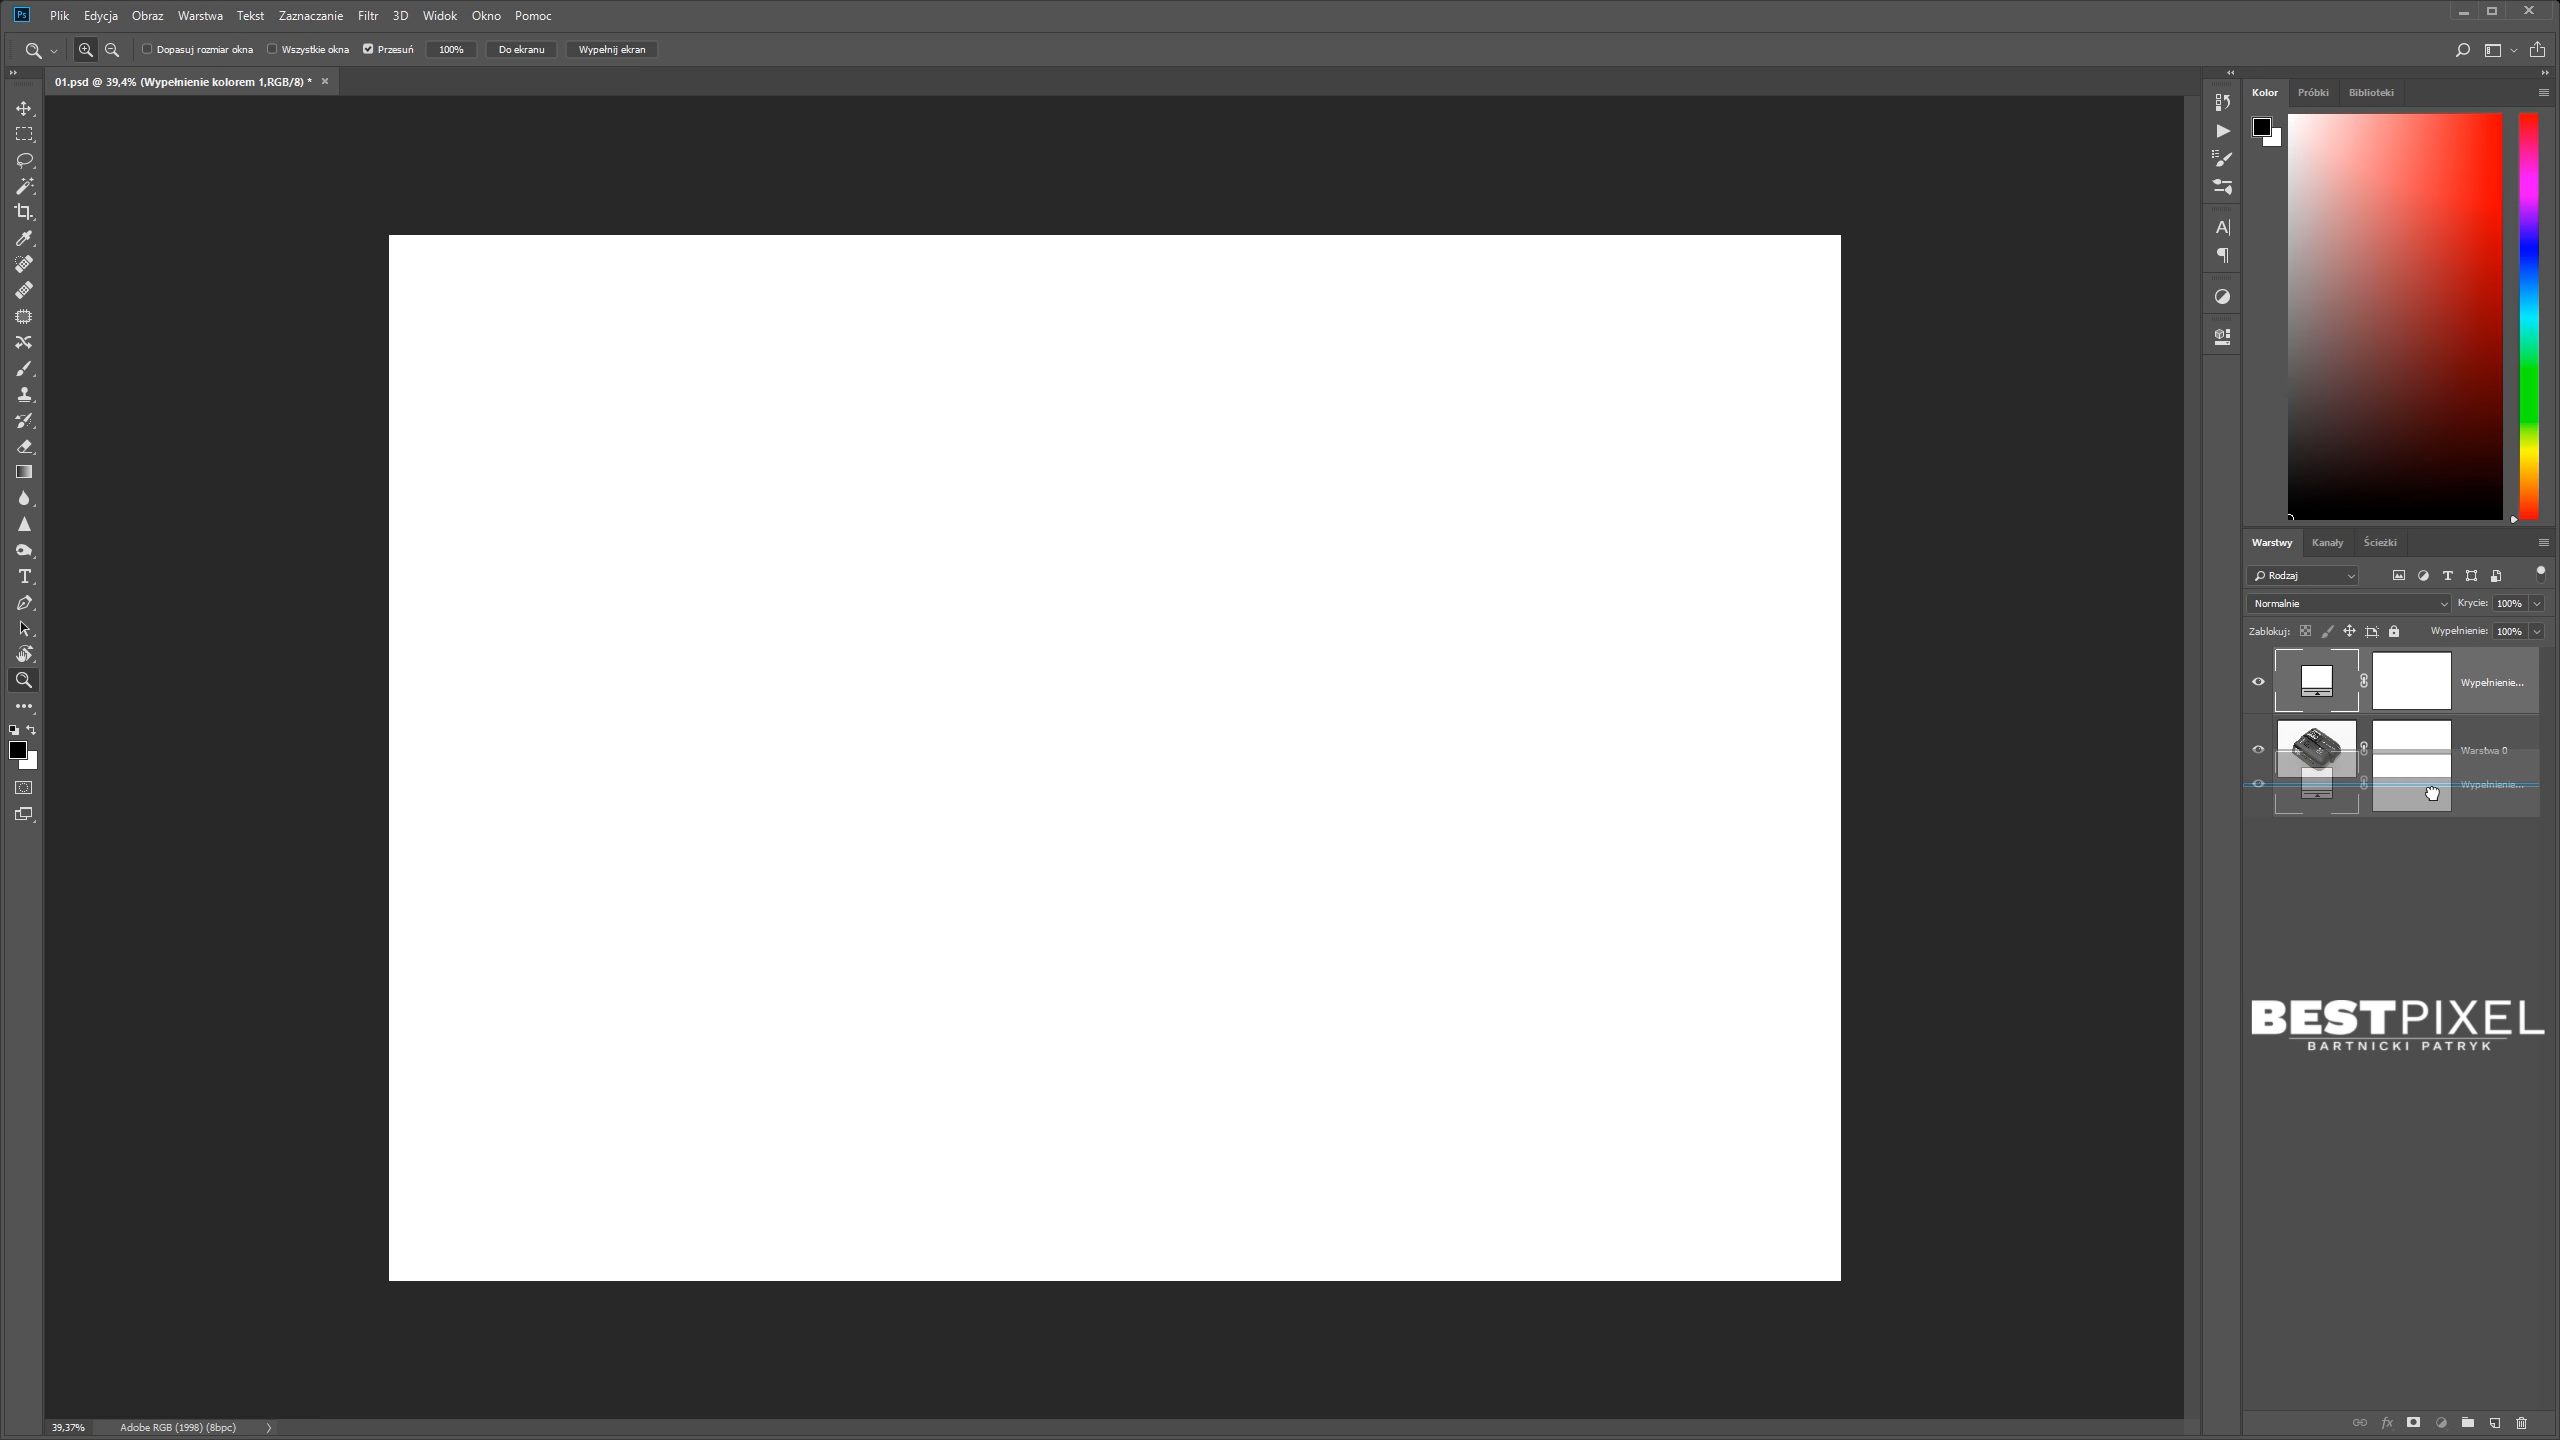 Ps Plik Edycja Obraz Warstwa Tekst Zaznaczanie Filtr 3D Widok Okno Pomoc
Dopasuj rozmiar okna Wszystkie okna Przesuń 100% Do ekranu Wypełnij ekran
01.psd @ 39,4% (Wypełnienie kolorem 1,RGB/8) *
Kolor Próbki Biblioteki
Warstwy Kanały Ścieżki
Rodzaj
Normalnie Krycie: 100%
Zablokuj: Wypełnienie: 100%
Wypełnienie...
Warstwa 0
Wypełnienie...
BESTPIXEL
BARTNICKI PATRYK
fx
39,37% Adobe RGB (1998) (8bpc)